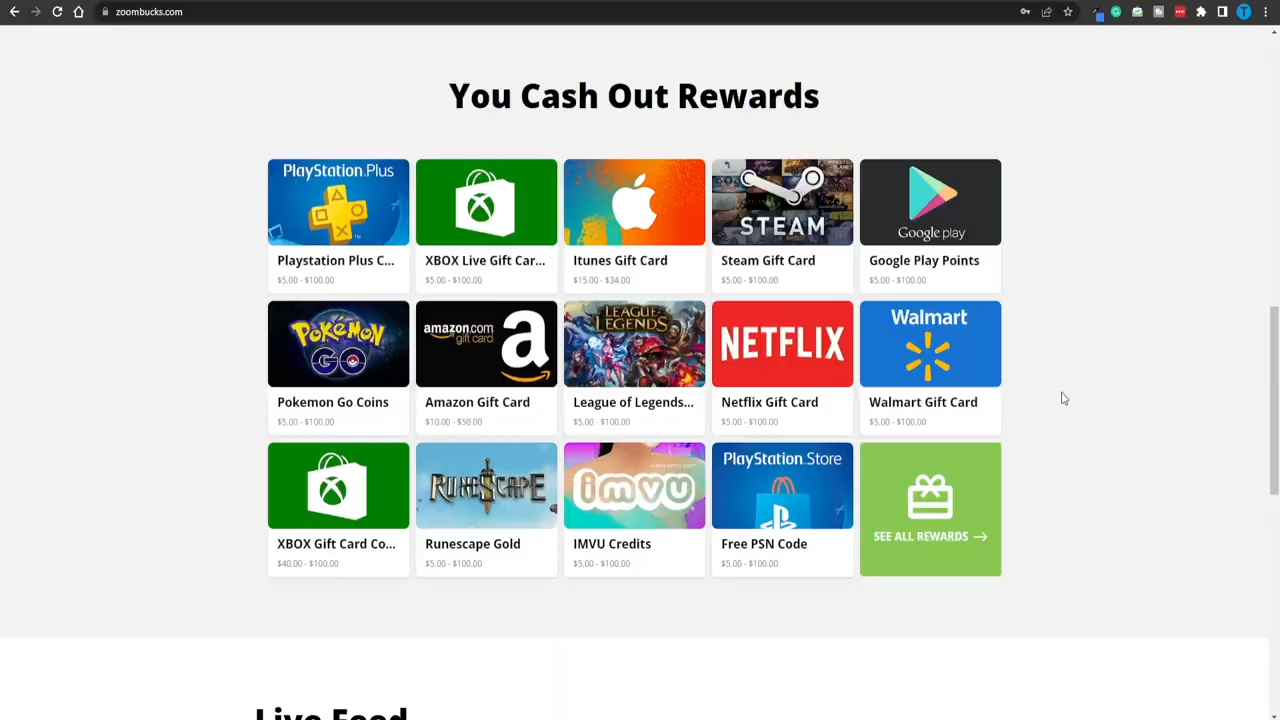 zoombucks.com
You Cash Out Rewards
PlayStation.Plus
STEAM
Google play
Playstation Plus C...
XBOX Live Gift Car...
Itunes Gift Card
Steam Gift Card
Google Play Points
$5.00 - $100.00
$5.00 - $100.00
$15.00 - $34.00
$5.00 - $100.00
$5.00 - $100.00
POKéMON
GO
amazon.com
gift card
a
LEAGUE
LEGENDS
NETFLIX
Walmart
Pokemon Go Coins
Amazon Gift Card
League of Legends...
Netflix Gift Card
Walmart Gift Card
$5.00 - $100.00
$10.00 - $50.00
$5.00 - $100.00
$5.00 - $100.00
$5.00 - $100.00
RUNESCAPE
imvu
PlayStation.Store
SEE ALL REWARDS →
XBOX Gift Card Co...
Runescape Gold
IMVU Credits
Free PSN Code
$40.00 - $100.00
$5.00 - $100.00
$5.00 - $100.00
$5.00 - $100.00
Live Feed